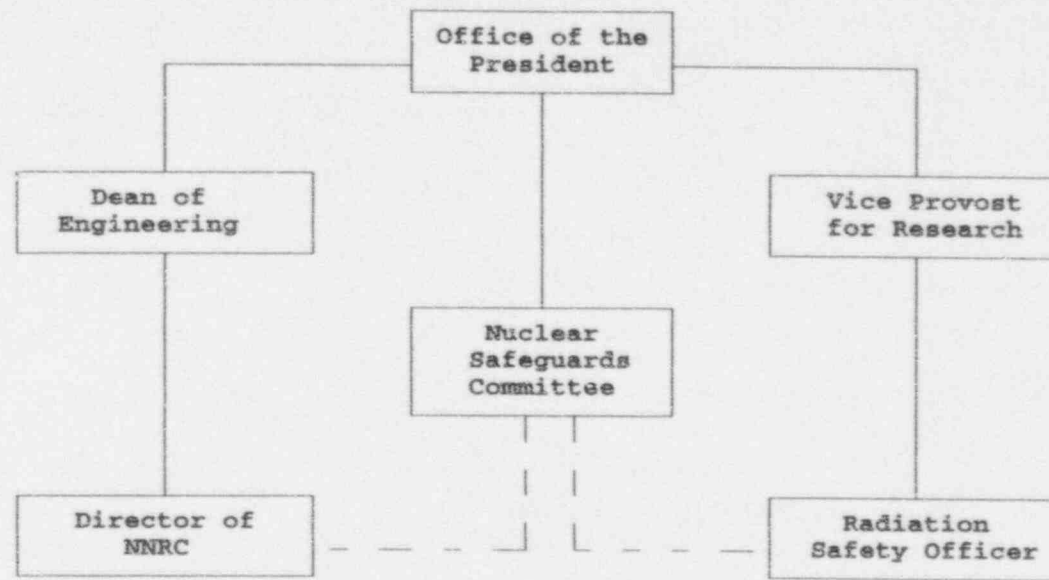 Office of the
President
Dean of
Engineering
Vice Provost
for Research
Nuclear
Safeguards
Committee
Director of
NNRC
Radiation
Safety Officer